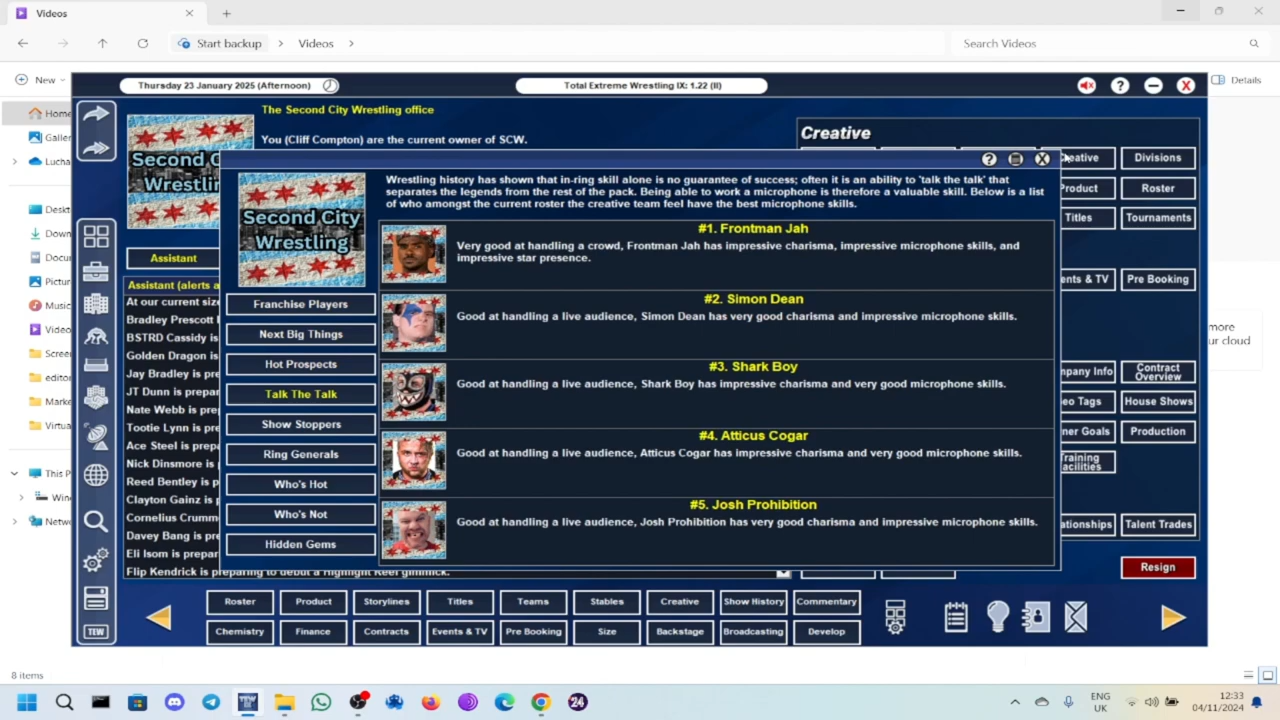 Videos
Start backup
Videos
Search Videos
New
Details
Home
Thursday 23 January 2025 (Afternoon)
Total Extreme Wrestling IX: 1.22 (II)
The Second City Wrestling office
You (Cliff Compton) are the current owner of SCW.
Creative
Creative
Divisions
Product
Roster
Titles
Tournaments
Pre Booking
Contract Overview
House Shows
Production
Talent Trades
Resign
Assistant
Assistant (alerts a
At our current size
Bradley Prescott
BSTRD Cassidy is
Golden Dragon is
Jay Bradley is pre
JT Dunn is prepar
Nate Webb is pre
Tootie Lynn is pre
Ace Steel is prepa
Nick Dinsmore is
Reed Bentley is p
Clayton Gainz is p
Cornelius Crumm
Davey Bang is pre
Eli Isom is prepar
Flip Kendrick is preparing to debut a Highlight Reel gimmick.
Wrestling history has shown that in-ring skill alone is no guarantee of success; often it is an ability to 'talk the talk' that
separates the legends from the rest of the pack. Being able to work a microphone is therefore a valuable skill. Below is a list
of who amongst the current roster the creative team feel have the best microphone skills.
Second City
Wrestling
Franchise Players
Next Big Things
Hot Prospects
Talk The Talk
Show Stoppers
Ring Generals
Who's Hot
Who's Not
Hidden Gems
#1. Frontman Jah
Very good at handling a crowd, Frontman Jah has impressive charisma, impressive microphone skills, and
impressive star presence.
#2. Simon Dean
Good at handling a live audience, Simon Dean has very good charisma and impressive microphone skills.
#3. Shark Boy
Good at handling a live audience, Shark Boy has impressive charisma and very good microphone skills.
#4. Atticus Cogar
Good at handling a live audience, Atticus Cogar has impressive charisma and very good microphone skills.
#5. Josh Prohibition
Good at handling a live audience, Josh Prohibition has very good charisma and impressive microphone skills.
Roster
Product
Storylines
Titles
Teams
Stables
Creative
Show History
Commentary
Chemistry
Finance
Contracts
Events & TV
Pre Booking
Size
Backstage
Broadcasting
Develop
TEW
8 items
24
ENG
UK
12:33
04/11/2024